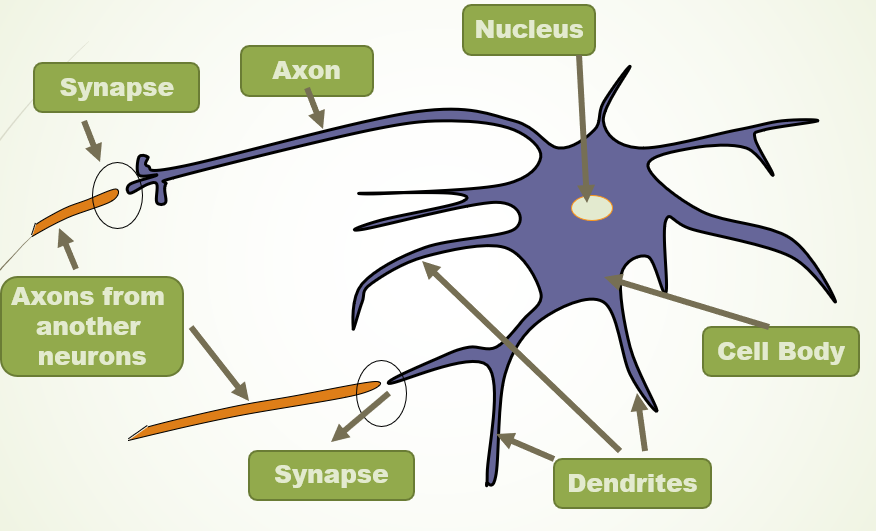 Nucleus
Axon
Synapse
Axons from
another
neurons
Cell Body
Synapse
Dendrites